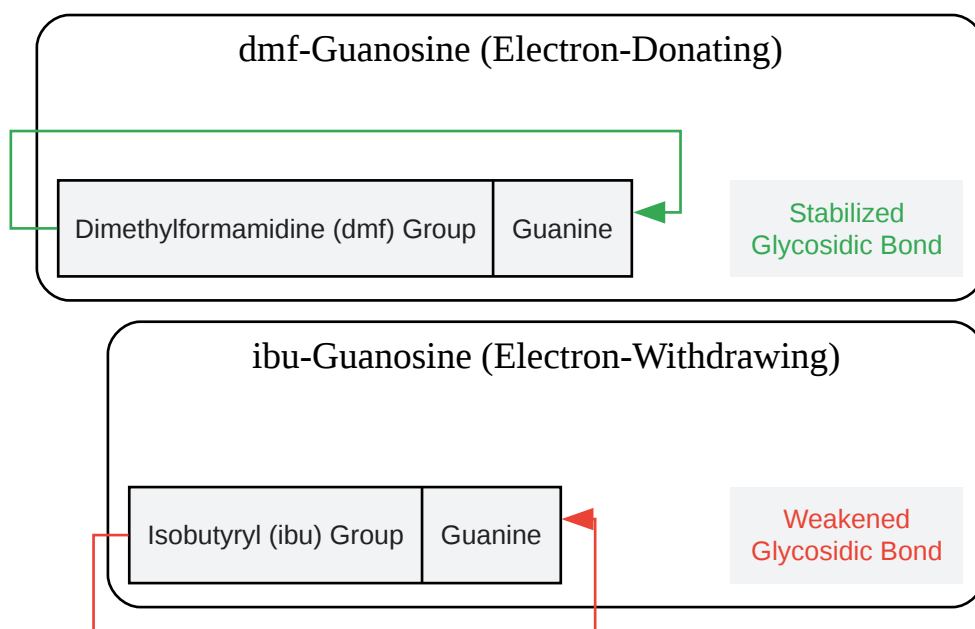 dmf-Guanosine (Electron-Donating)
Dimethylformamidine (dmf) Group
Guanine
Stabilized
Glycosidic Bond
ibu-Guanosine (Electron-Withdrawing)
Isobutyryl (ibu) Group
Guanine
Weakened
Glycosidic Bond